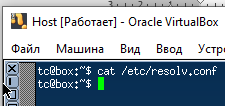 Host [Работает] - Oracle VirtualBox
Файл Машина Вид Ввод Устро
tc@box:~$ cat /etc/resolv.conf
tc@box:~$